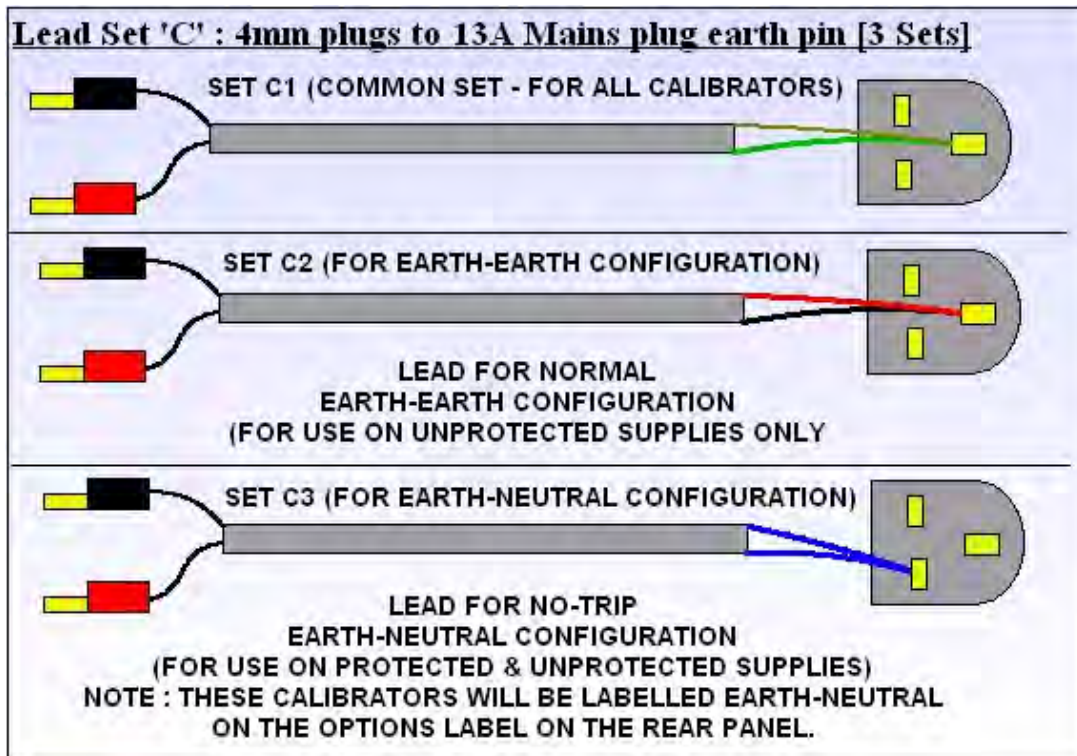 Lead Set 'C' : 4mm plugs to 13A Mains plug earth pin [3 Sets]
SET C1 (COMMON SET - FOR ALL CALIBRATORS)
SET C2 (FOR EARTH-EARTH CONFIGURATION)
LEAD FOR NORMAL
EARTH-EARTH CONFIGURATION
(FOR USE ON UNPROTECTED SUPPLIES ONLY
SET C3 (FOR EARTH-NEUTRAL CONFIGURATION)
LEAD FOR NO-TRIP
EARTH-NEUTRAL CONFIGURATION
(FOR USE ON PROTECTED & UNPROTECTED SUPPLIES)
NOTE : THESE CALIBRATORS WILL BE LABELLED EARTH-NEUTRAL
ON THE OPTIONS LABEL ON THE REAR PANEL.